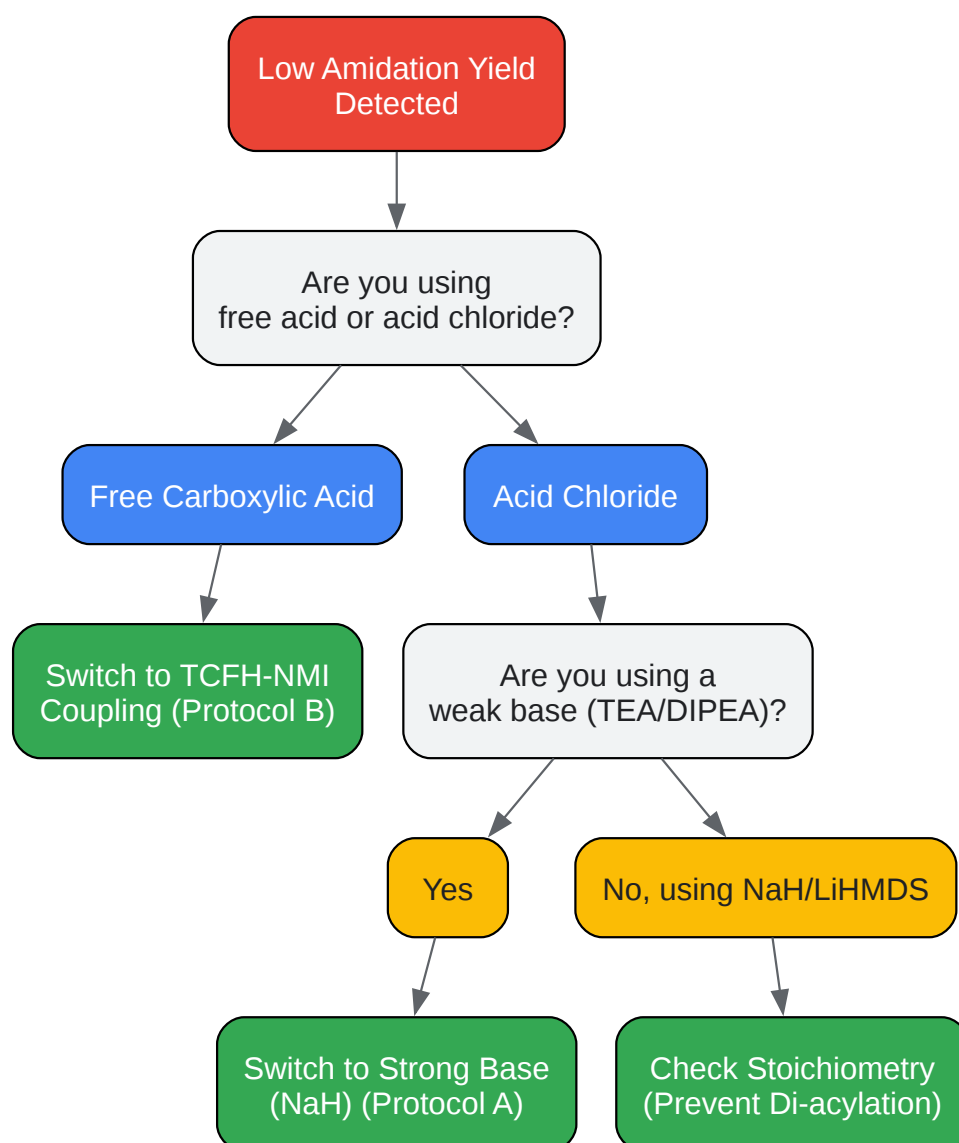 Low Amidation Yield
Detected
Are you using
free acid or acid chloride?
Free Carboxylic Acid
Acid Chloride
Switch to TCFH-NMI
Coupling (Protocol B)
Are you using a
weak base (TEA/DIPEA)?
Yes
No, using NaH/LiHMDS
Switch to Strong Base
(NaH) (Protocol A)
Check Stoichiometry
(Prevent Di-acylation)